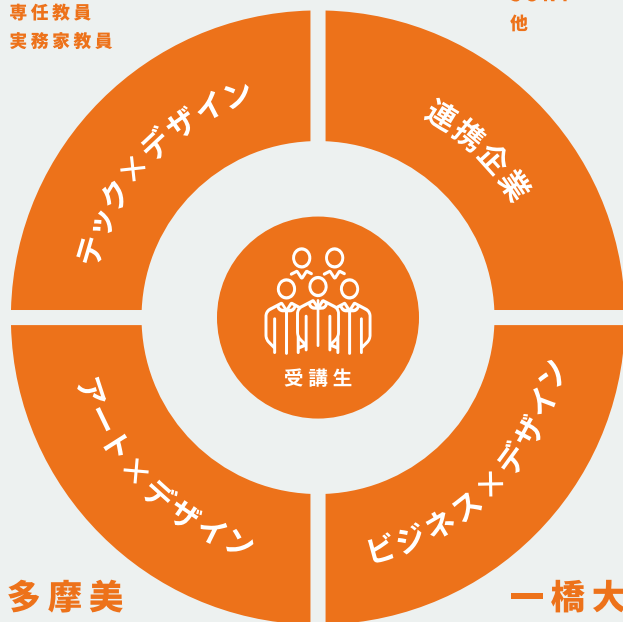 専任教員
実務家教員
他
テック×デザイン
連携企業
受講生
アート×デザイン
ビジネス×デザイン
多摩美
一橋大